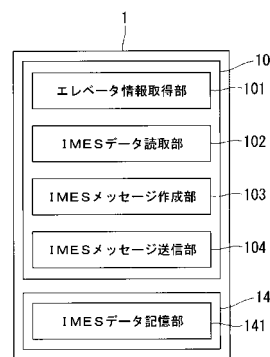 1
10
エレベータ情報取得部 101
IMESデータ読取部 102
IMESメッセージ作成部 103
IMESメッセージ送信部 104
14
IMESデータ記憶部 141